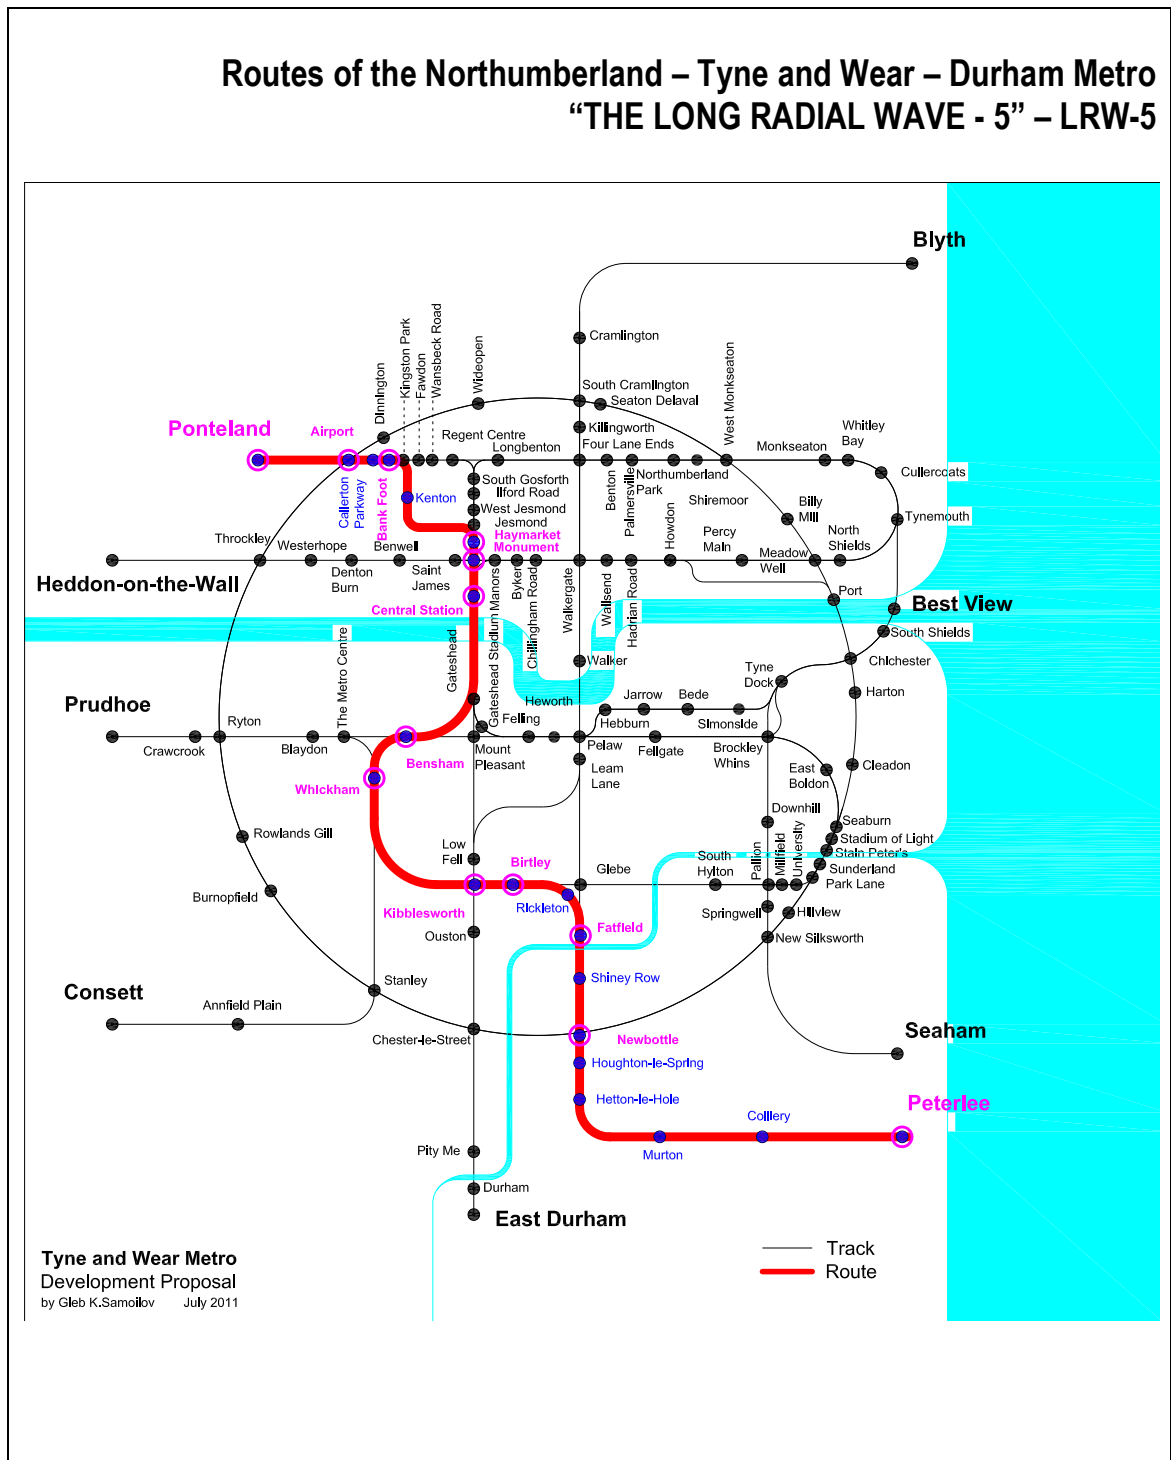 Routes of the Northumberland – Tyne and Wear – Durham Metro
“THE LONG RADIAL WAVE - 5” – LRW-5
Blyth
Cramlington
Kingston Park
Fawdon
Wansbeck Road
Wideopen
Dinnington
West Monkseaton
South Cramlington
Seaton Delaval
Killingworth
Ponteland
Airport
Regent Centre
Longbenton
Four Lane Ends
Monkseaton
Whitley
Bay
Cullercoats
Callerton
Parkway
Bank Foot
Kenton
South Gosforth
Ilford Road
West Jesmond
Jesmond
Haymarket
Monument
Benton
Palmersville
Northumberland
Park
Shiremoor
Billy
Mill
Tynemouth
Throckley
Westerhope
Benwell
Denton
Burn
Saint
James
Heddon-on-the-Wall
Manors
Byker
Chillingham Road
Walkergate
Wallsend
Hadrian Road
Howdon
Percy
Main
Meadow
Well
North
Shields
Port
Best View
Central Station
South Shields
Chichester
Walker
Tyne
Dock
Harton
Gateshead
Gateshead Stadium
The Metro Centre
Prudhoe
Crawcrook
Ryton
Blaydon
Bensham
Mount
Pleasant
Felling
Heworth
Pelaw
Hebburn
Jarrow
Bede
Simonside
Fellgate
Brockley
Whins
Leam
Lane
East
Boldon
Cleadon
Whickham
Downhill
Seaburn
Stadium of Light
Stain Peter's
Sunderland
Park Lane
Rowlands Gill
Low
Fell
Birtley
Glebe
South
Hylton
Pallion
Millfield
University
Burnopfield
Kibblesworth
Rickleton
Springwell
Hillview
Ouston
Fatfield
New Silksworth
Stanley
Shiney Row
Consett
Annfield Plain
Chester-le-Street
Newbottle
Seaham
Houghton-le-Spring
Hetton-le-Hole
Peterlee
Colliery
Murton
Pity Me
Durham
East Durham
Tyne and Wear Metro
Development Proposal
by Gleb K.Samoilov July 2011
Track
Route